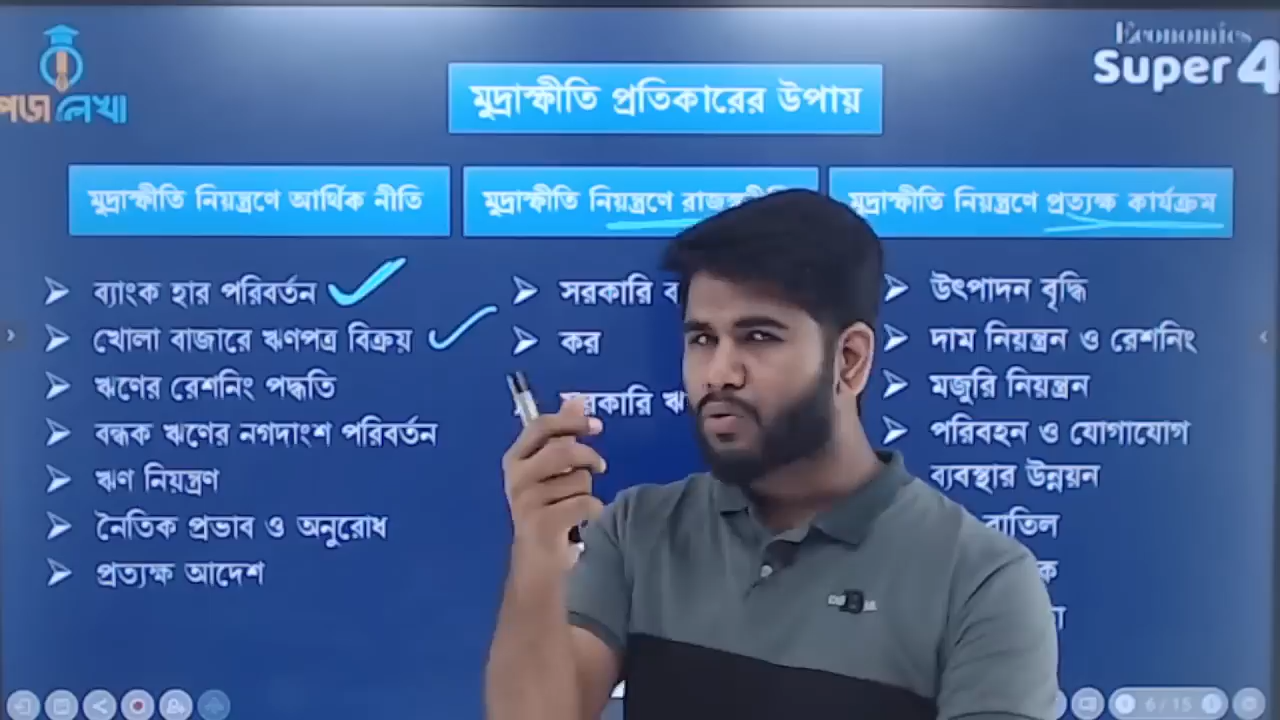 Economics
Super 4
লেখা
মুদ্রাস্ফীতি প্রতিকারের উপায়
মুদ্রাস্ফীতি নিয়ন্ত্রণে আর্থিক নীতি
ব্যাংক হার পরিবর্তন
খোলা বাজারে ঋণপত্র বিক্রয়
ঋণের রেশনিং পদ্ধতি
বন্ধক ঋণের নগদাংশ পরিবর্তন
ঋণ নিয়ন্ত্রণ
নৈতিক প্রভাব ও অনুরোধ
প্রত্যক্ষ আদেশ
মুদ্রাস্ফীতি নিয়ন্ত্রণে
সরকারি
কর
সরকারি
মুদ্রাস্ফীতি নিয়ন্ত্রণে প্রত্যক্ষ কার্যক্রম
উৎপাদন বৃদ্ধি
দাম নিয়ন্ত্রন ও রেশনিং
মজুরি নিয়ন্ত্রন
পরিবহন ও যোগাযোগ
ব্যবস্থার উন্নয়ন
বাতিল
6 / 15